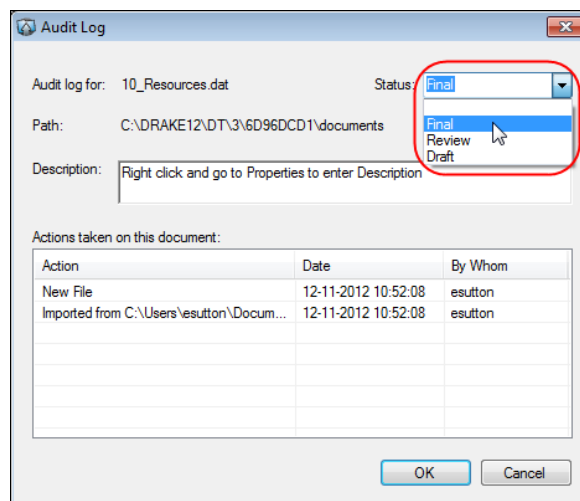 Audit Log
Audit log for: 10_Resources.dat Status: Final
Path: C:\DRAKE12\DT\3\6D96DCD1\documents
Final
Review
Draft
Description: Right click and go to Properties to enter Description
Actions taken on this document:
Action Date By Whom
New File 12-11-2012 10:52:08 esutton
Imported from C:\Users\esutton\Docum... 12-11-2012 10:52:08 esutton
OK Cancel